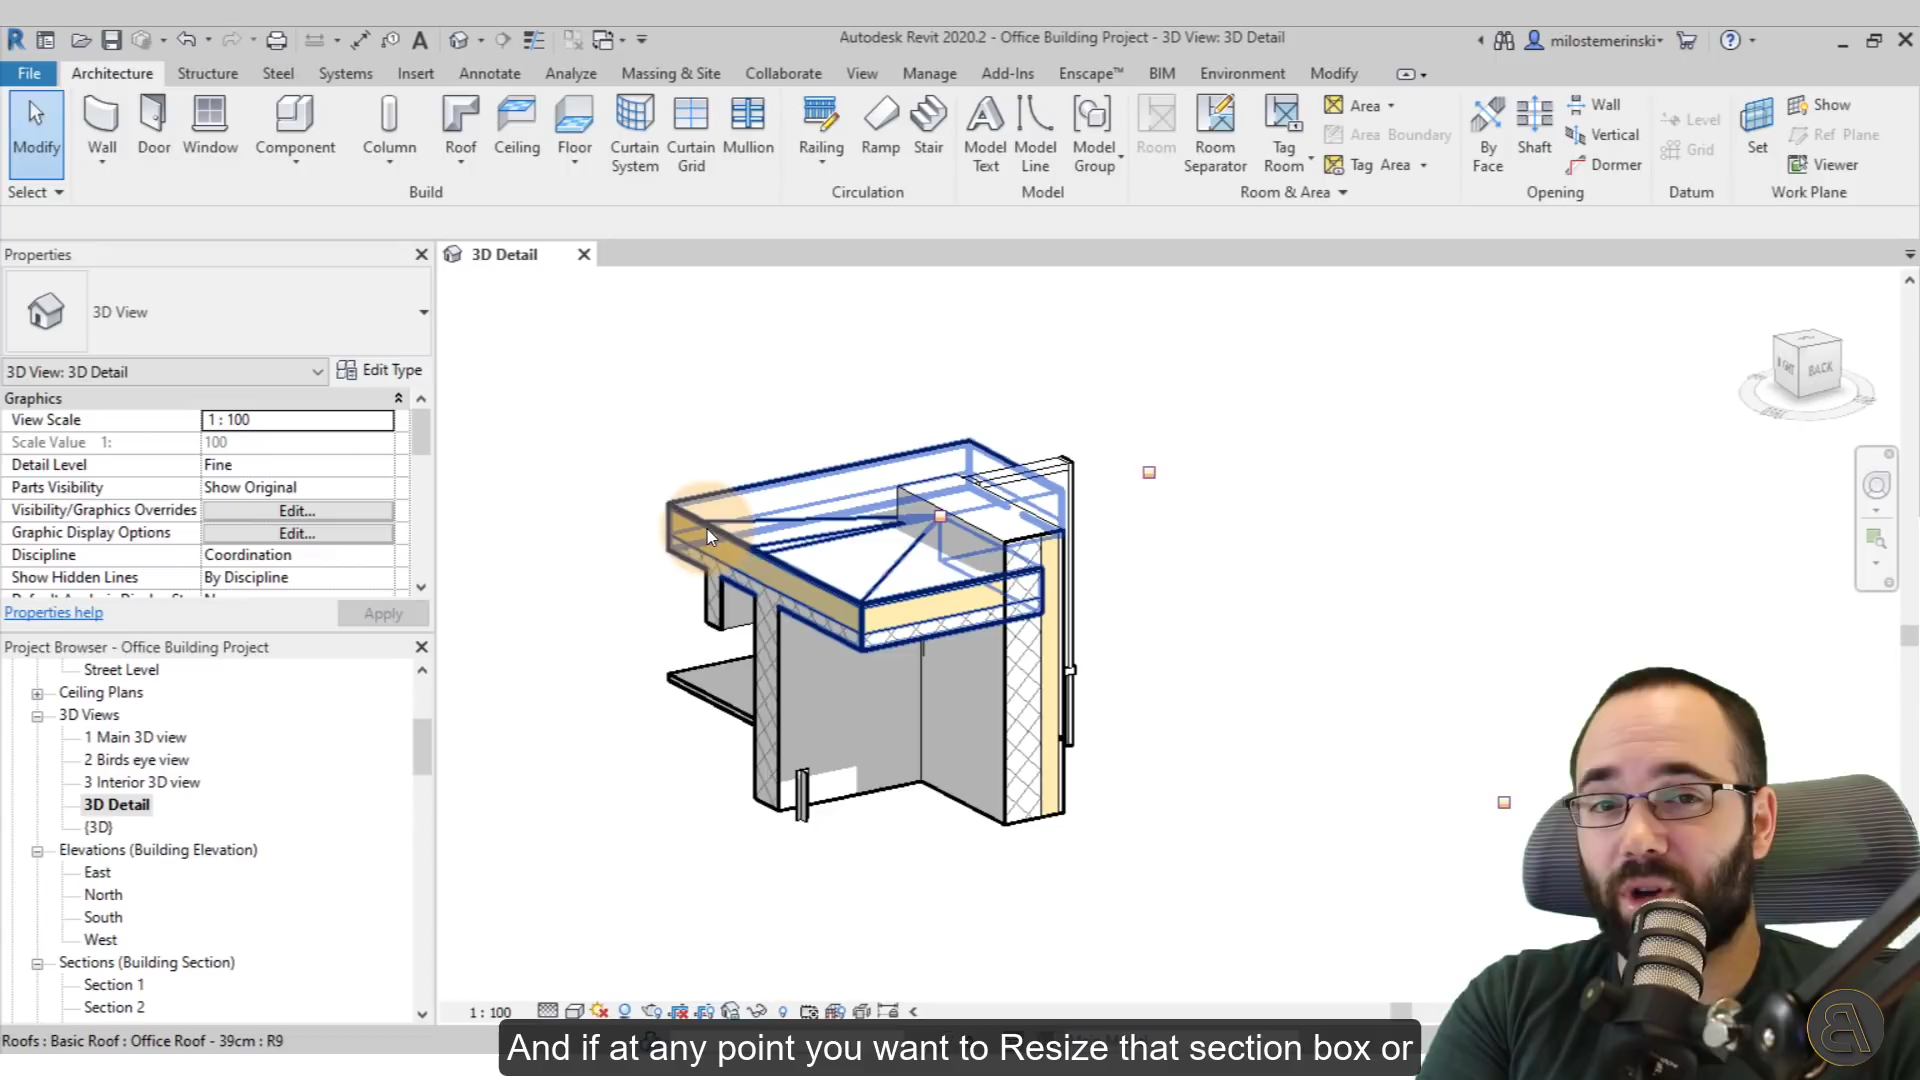 Autodesk Revit 2020.2 - Office Building Project - 3D View: 3D Detail
milostemerinski
File Architecture Structure Steel Systems Insert Annotate Analyze Massing & Site Collaborate View Manage Add-Ins Enscape™ BIM Environment Modify
Modify
Wall
Door
Window
Component
Column
Roof
Ceiling
Floor
Curtain System
Curtain Grid
Mullion
Railing
Ramp
Stair
Model Text
Model Line
Model Group
Room
Room Separator
Tag Room
Area
Area Boundary
Tag Area
By Face
Shaft
Wall
Vertical
Dormer
Level
Grid
Set
Show
Ref Plane
Viewer
Select Build Circulation Model Room & Area Opening Datum Work Plane
Properties
3D Detail
3D View
3D View: 3D Detail
Edit Type
Graphics
View Scale 1 : 100
Scale Value 1: 100
Detail Level Fine
Parts Visibility Show Original
Visibility/Graphics Overrides Edit...
Graphic Display Options Edit...
Discipline Coordination
Show Hidden Lines By Discipline
Properties help
Apply
BACK
Project Browser - Office Building Project
Street Level
Ceiling Plans
3D Views
1 Main 3D view
2 Birds eye view
3 Interior 3D view
3D Detail
{3D}
Elevations (Building Elevation)
East
North
South
West
Sections (Building Section)
Section 1
Section 2
1 : 100
Roofs : Basic Roof : Office Roof - 39cm : R9
And if at any point you want to Resize that section box or